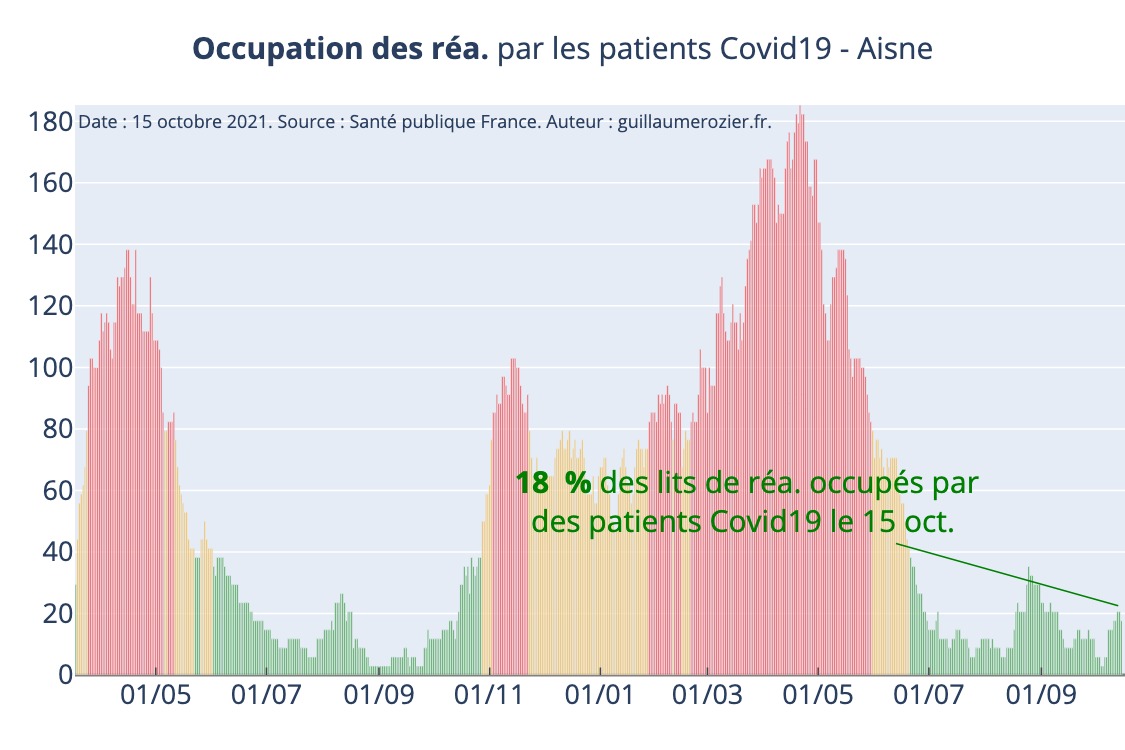 Occupation des réa. par les patients Covid19 - Aisne
180
Date : 15 octobre 2021. Source : Santé publique France. Auteur : guillaumerozier.fr.
160
140
120
100
80
60
40
20
0
18 % des lits de réa. occupés par
des patients Covid19 le 15 oct.
01/05 01/07 01/09 01/11 01/01 01/03 01/05 01/07 01/09